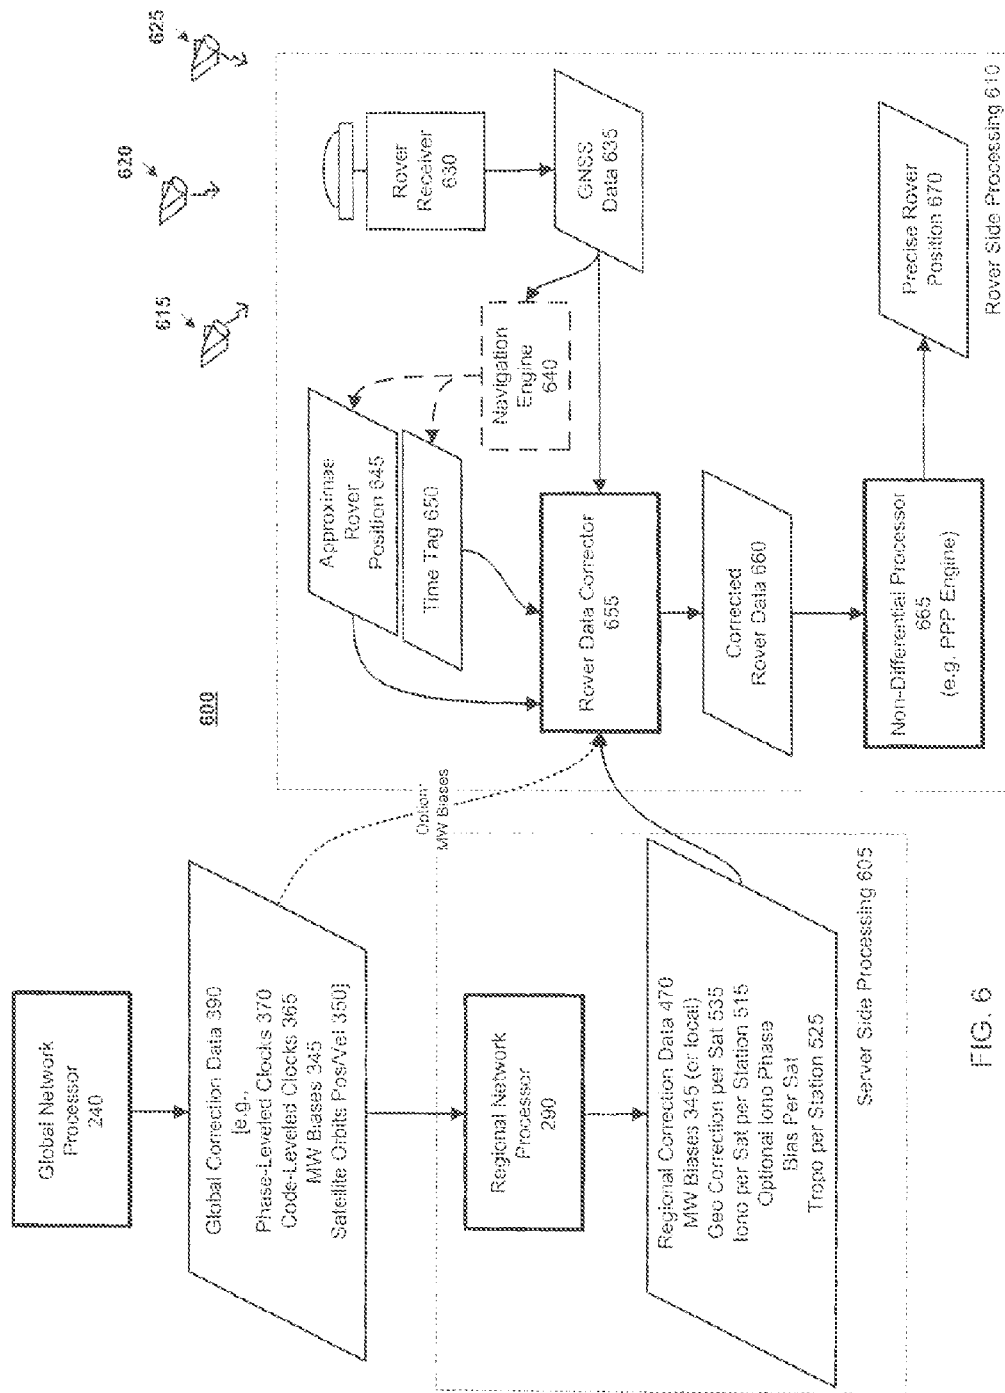 Global Network
Processor
240
Global Correction Data 390
[e.g.,
Phase-Leveled Clocks 370
Code-Leveled Clocks 365
MW Biases 345
Satellite Orbits Pos/Vel 350]
Option:
MW Biases
Regional Network
Processor
290
Regional Correction Data 470
MW Biases 345 (or local)
Geo Correction per Sat 535
Iono per Sat per Station 515
Optional Iono Phase
Bias Per Sat
Tropo per Station 525
Server Side Processing 605
600
615
620
625
Rover
Receiver
630
GNSS
Data 635
Navigation
Engine
640
Approximae
Rover
Position 645
Time Tag 650
Rover Data Corrector
655
Corrected
Rover Data 660
Non-Differential Processor
665
(e.g. PPP Engine)
Precise Rover
Position 670
Rover Side Processing 610
FIG. 6